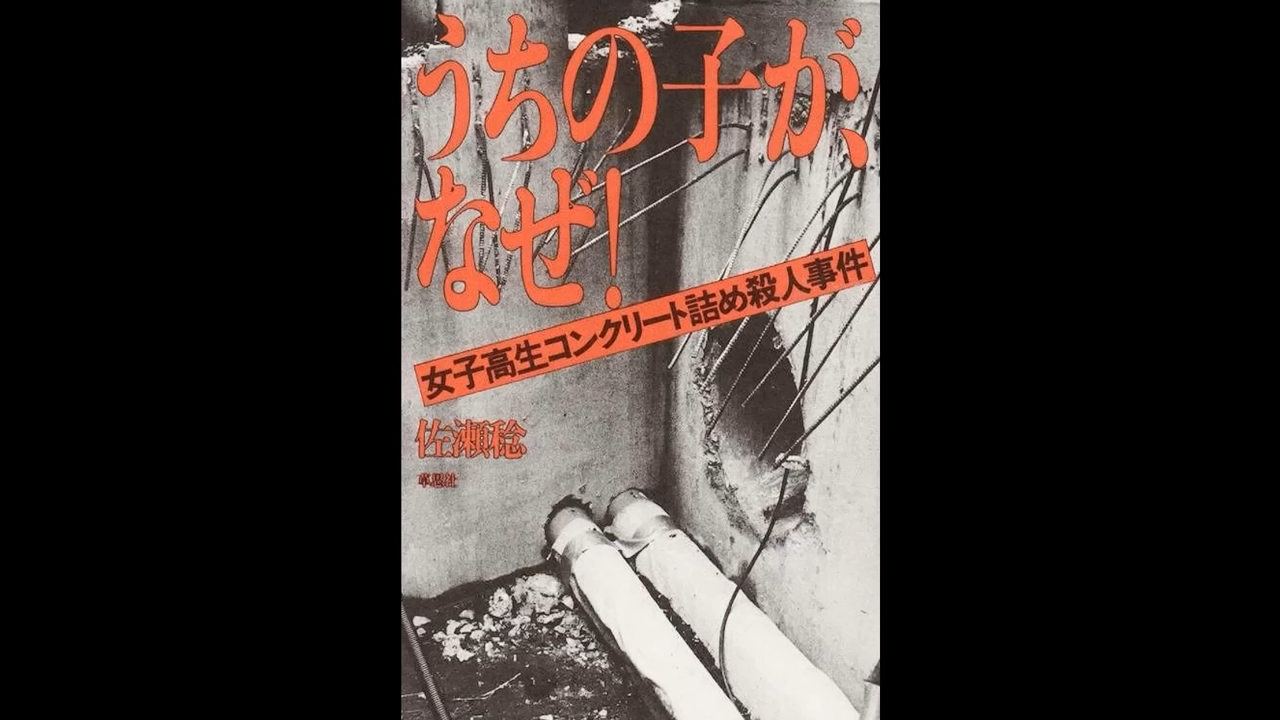 うちの子が、
なぜ!
女子高生コンクリート詰め殺人事件
佐瀬稔
草思社